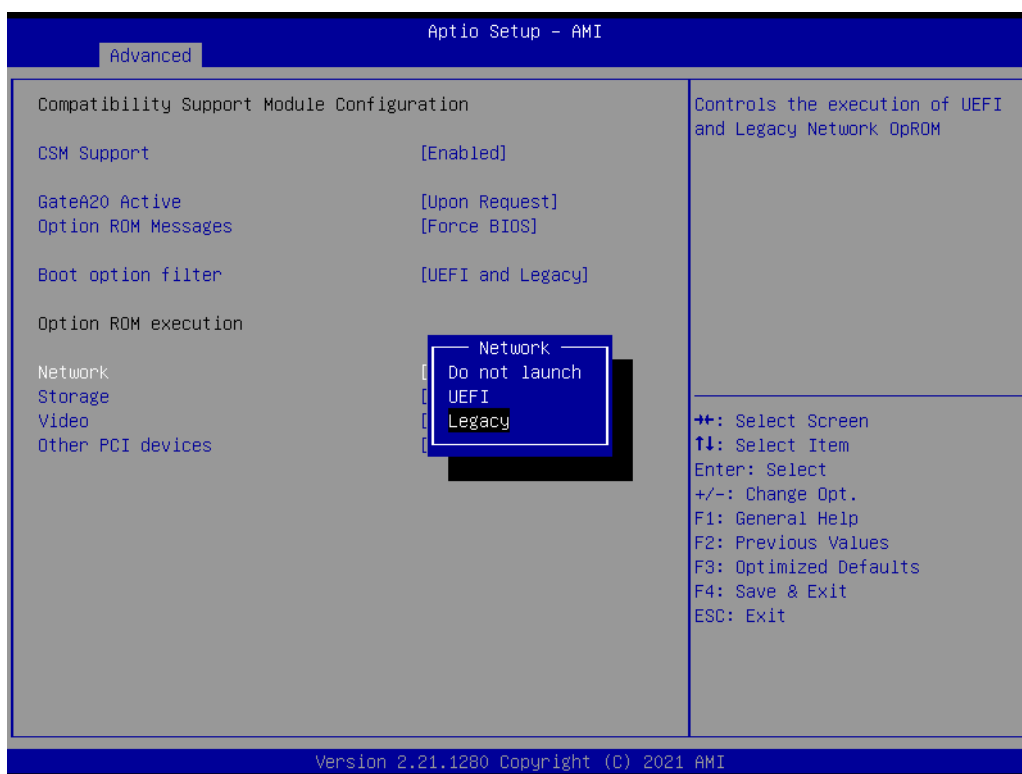 Aptio Setup – AMI
Advanced
Compatibility Support Module Configuration
CSM Support [Enabled]
GateA20 Active [Upon Request]
Option ROM Messages [Force BIOS]
Boot option filter [UEFI and Legacy]
Option ROM execution
Network [
Storage [
Video [
Other PCI devices [
Network
Do not launch
UEFI
Legacy
Controls the execution of UEFI
and Legacy Network OpROM
→←: Select Screen
↑↓: Select Item
Enter: Select
+/-: Change Opt.
F1: General Help
F2: Previous Values
F3: Optimized Defaults
F4: Save & Exit
ESC: Exit
Version 2.21.1280 Copyright (C) 2021 AMI